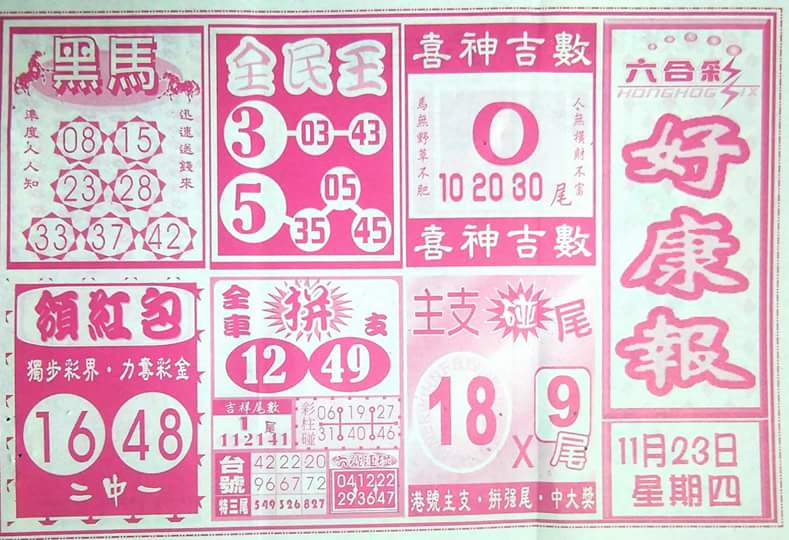 黑馬
準度人人知
迅速送錢來
08 15
23 28
33 37 42
全民王
3 03 43
5 05
35 45
喜神吉數
馬無野草不肥
人無橫財不富
0
10 20 30 尾
喜神吉數
六合彩
HONGHOG SIX
好康報
11月23日
星期四
領紅包
獨步彩界·力奪彩金
16 48
二中一
全車 拼 支
12 49
吉祥尾數
1尾
11 21 41
彩柱碰
06 19 27
31 40 46
台號
42 22 20
96 67 72
特三尾 549 326 827
04 12 22
29 36 47
主支碰尾
18 X 9尾
港號主支·拼强尾·中大獎